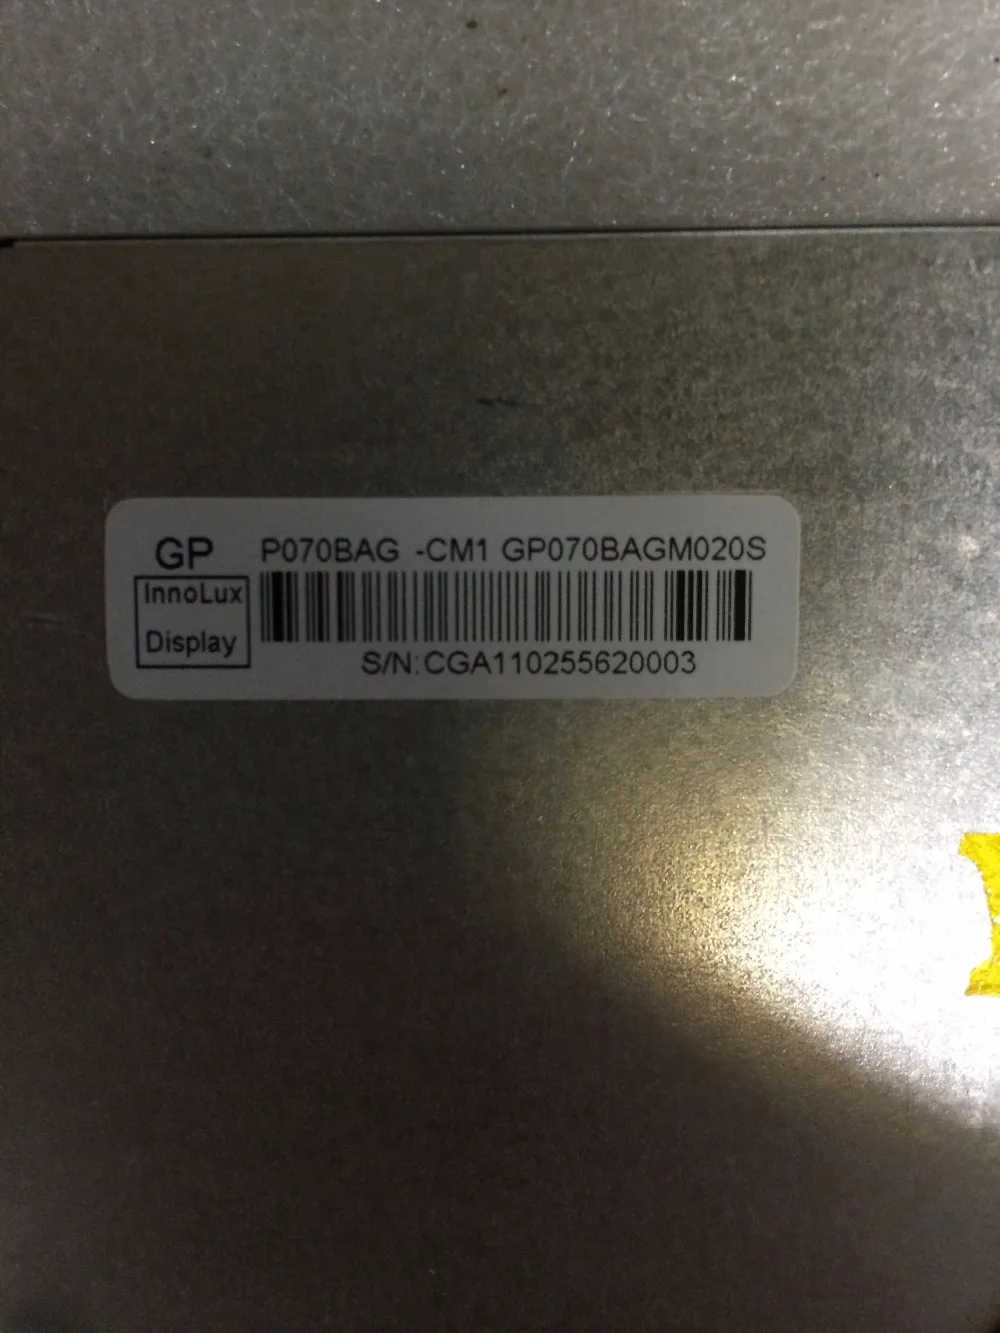 GP P070BAG -CM1 GP070BAGM020S
InnoLux
Display
S/N:CGA110255620003